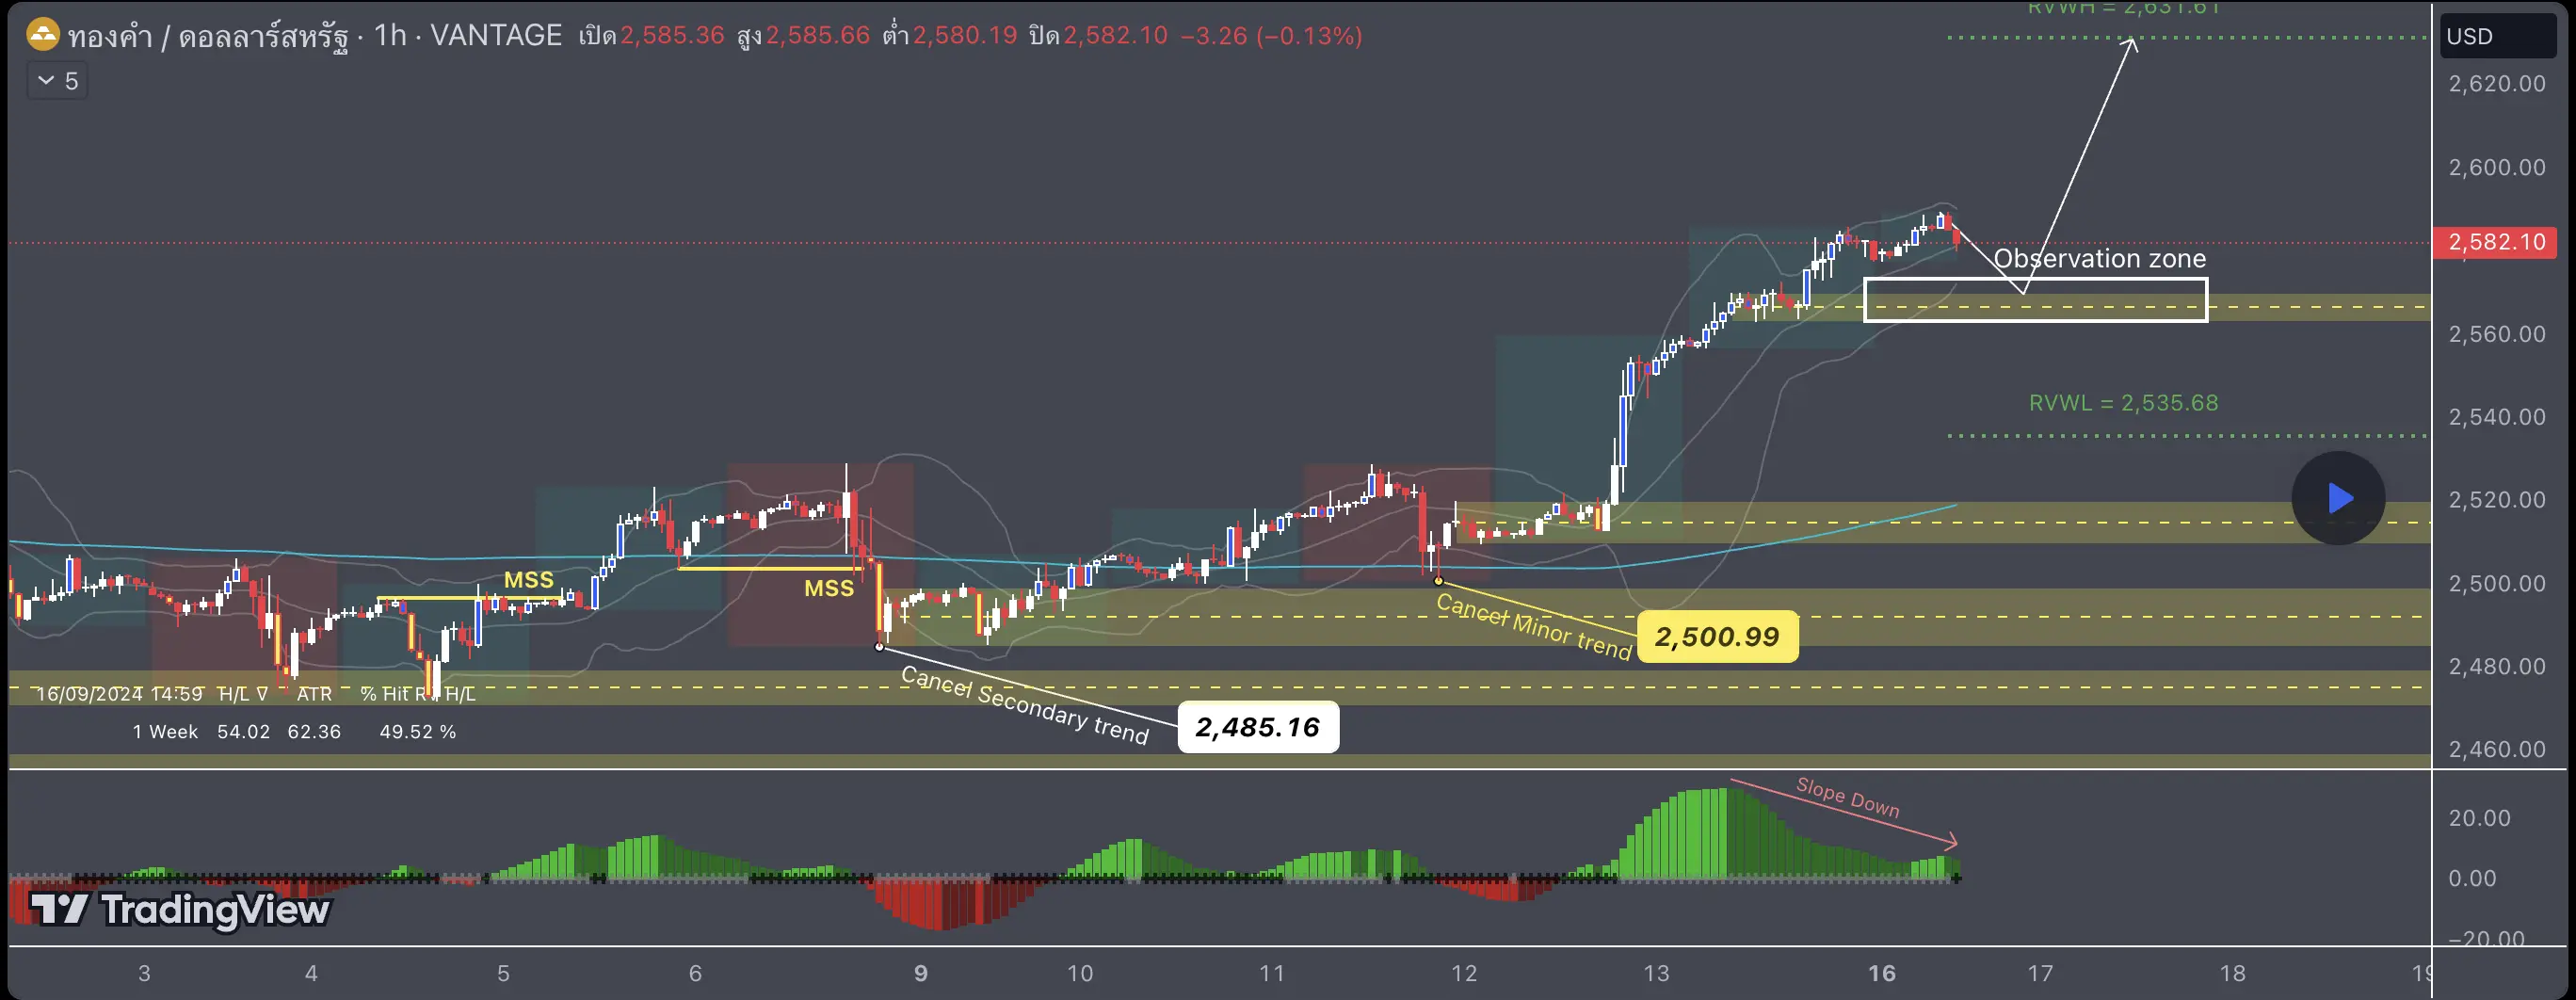 RVWH = 2,631.61
ทองคำ / ดอลลาร์สหรัฐ · 1h · VANTAGE เปิด2,585.36 สูง2,585.66 ต่ำ2,580.19 ปิด2,582.10 −3.26 (−0.13%)
USD
5
2,620.00
2,600.00
2,582.10
Observation zone
2,560.00
RVWL = 2,535.68
2,540.00
2,520.00
MSS
MSS
2,500.00
Cancel Minor trend
2,500.99
2,480.00
Cancel Secondary trend
2,485.16
16/09/2024 14:59 H/L ∇ ATR % Hit RV H/L
1 Week 54.02 62.36 49.52 %
2,460.00
Slope Down
20.00
0.00
−20.00
TradingView
3 4 5 6 9 10 11 12 13 16 17 18 19